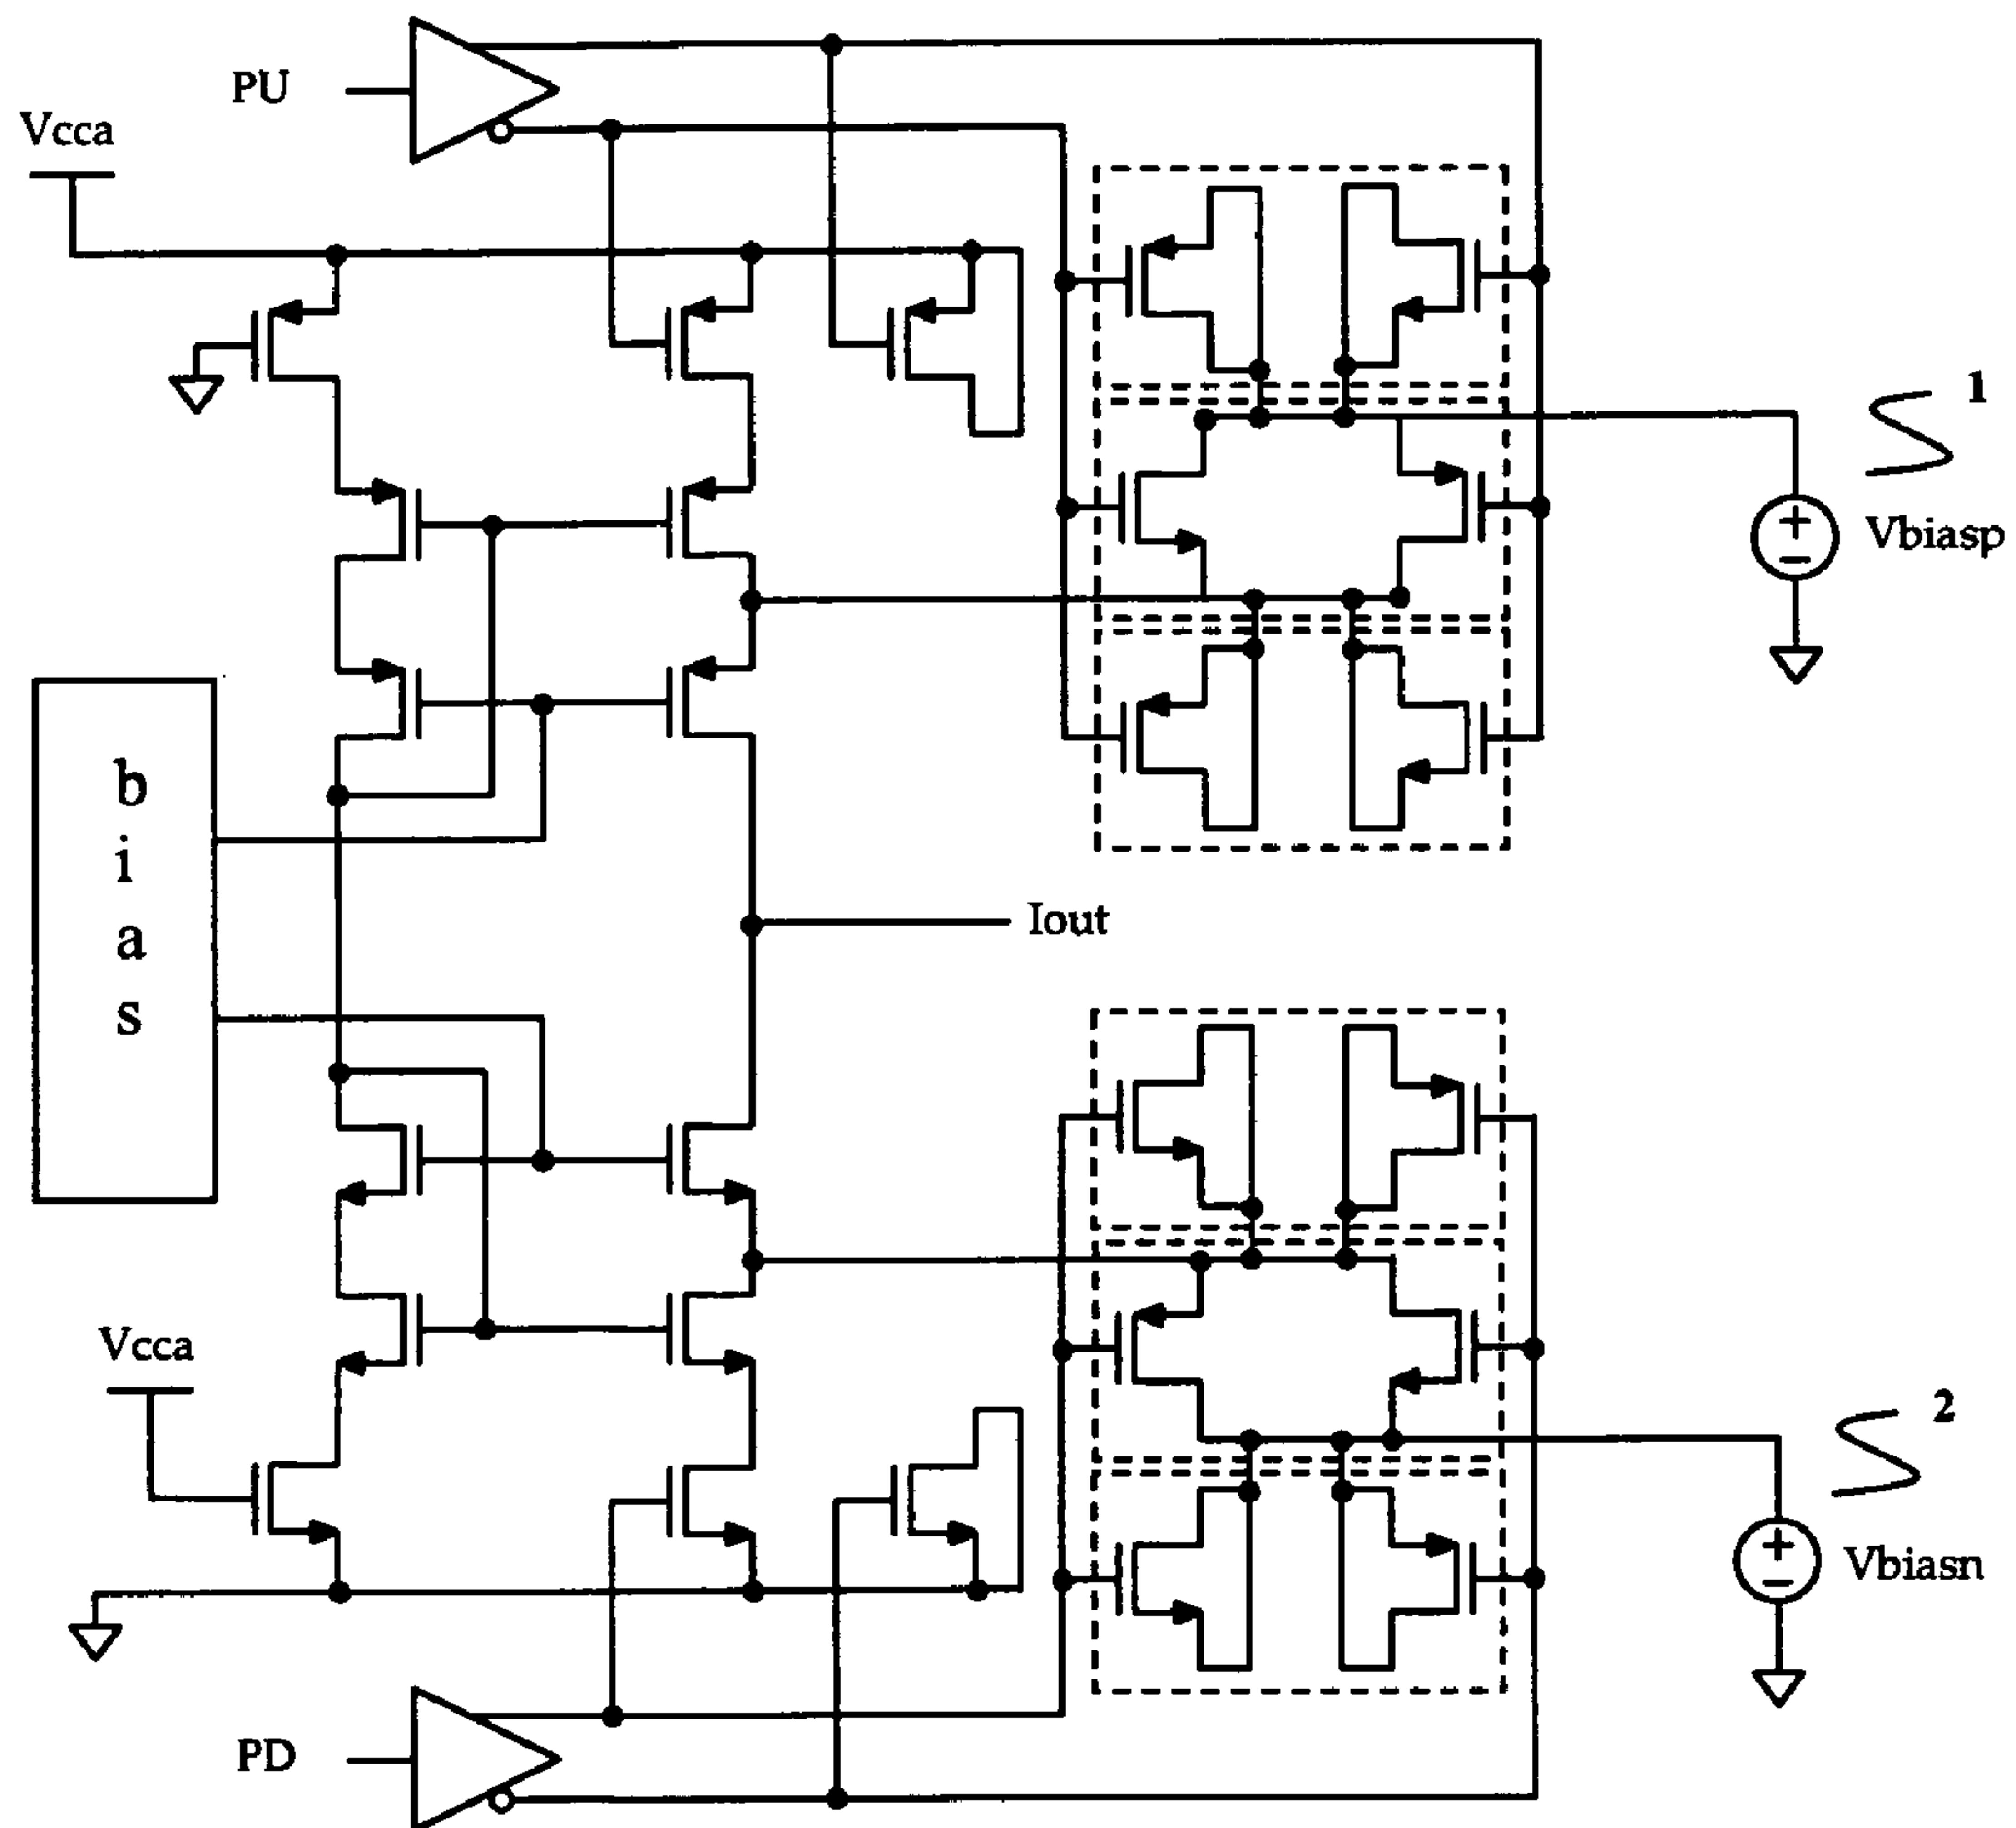 PU
Vcca
1
+
−
Vbiasp
b
i
a
s
Iout
Vcca
2
+
−
Vbiasn
PD